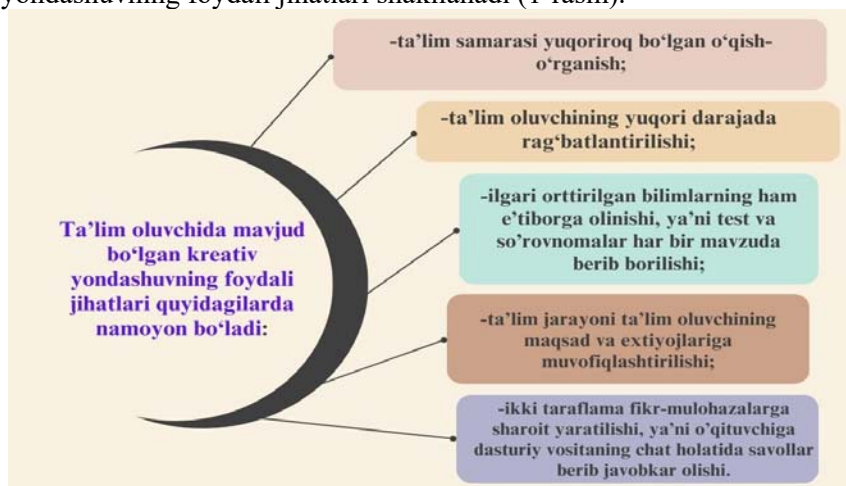 yondashuvning foydali jihatlari shakllanadi (1-rasm):
Ta’lim oluvchida mavjud
bo‘lgan kreativ
yondashuvning foydali
jihatlari quyidagilarda
namoyon bo‘ladi:
-ta’lim samarasi yuqoriroq bo‘lgan o‘qish-
o‘rganish;
-ta’lim oluvchining yuqori darajada
rag‘batlantirilishi;
-ilgari orttirilgan bilimlarning ham
e’tiborga olinishi, ya’ni test va
so’rovnomalar har bir mavzuda
berib borilishi;
-ta’lim jarayoni ta’lim oluvchining
maqsad va extiyojlariga
muvofiqlashtirilishi;
-ikki taraflama fikr-mulohazalarga
sharoit yaratilishi, ya’ni o’qituvchiga
dasturiy vositaning chat holatida savollar
berib javobkar olishi.